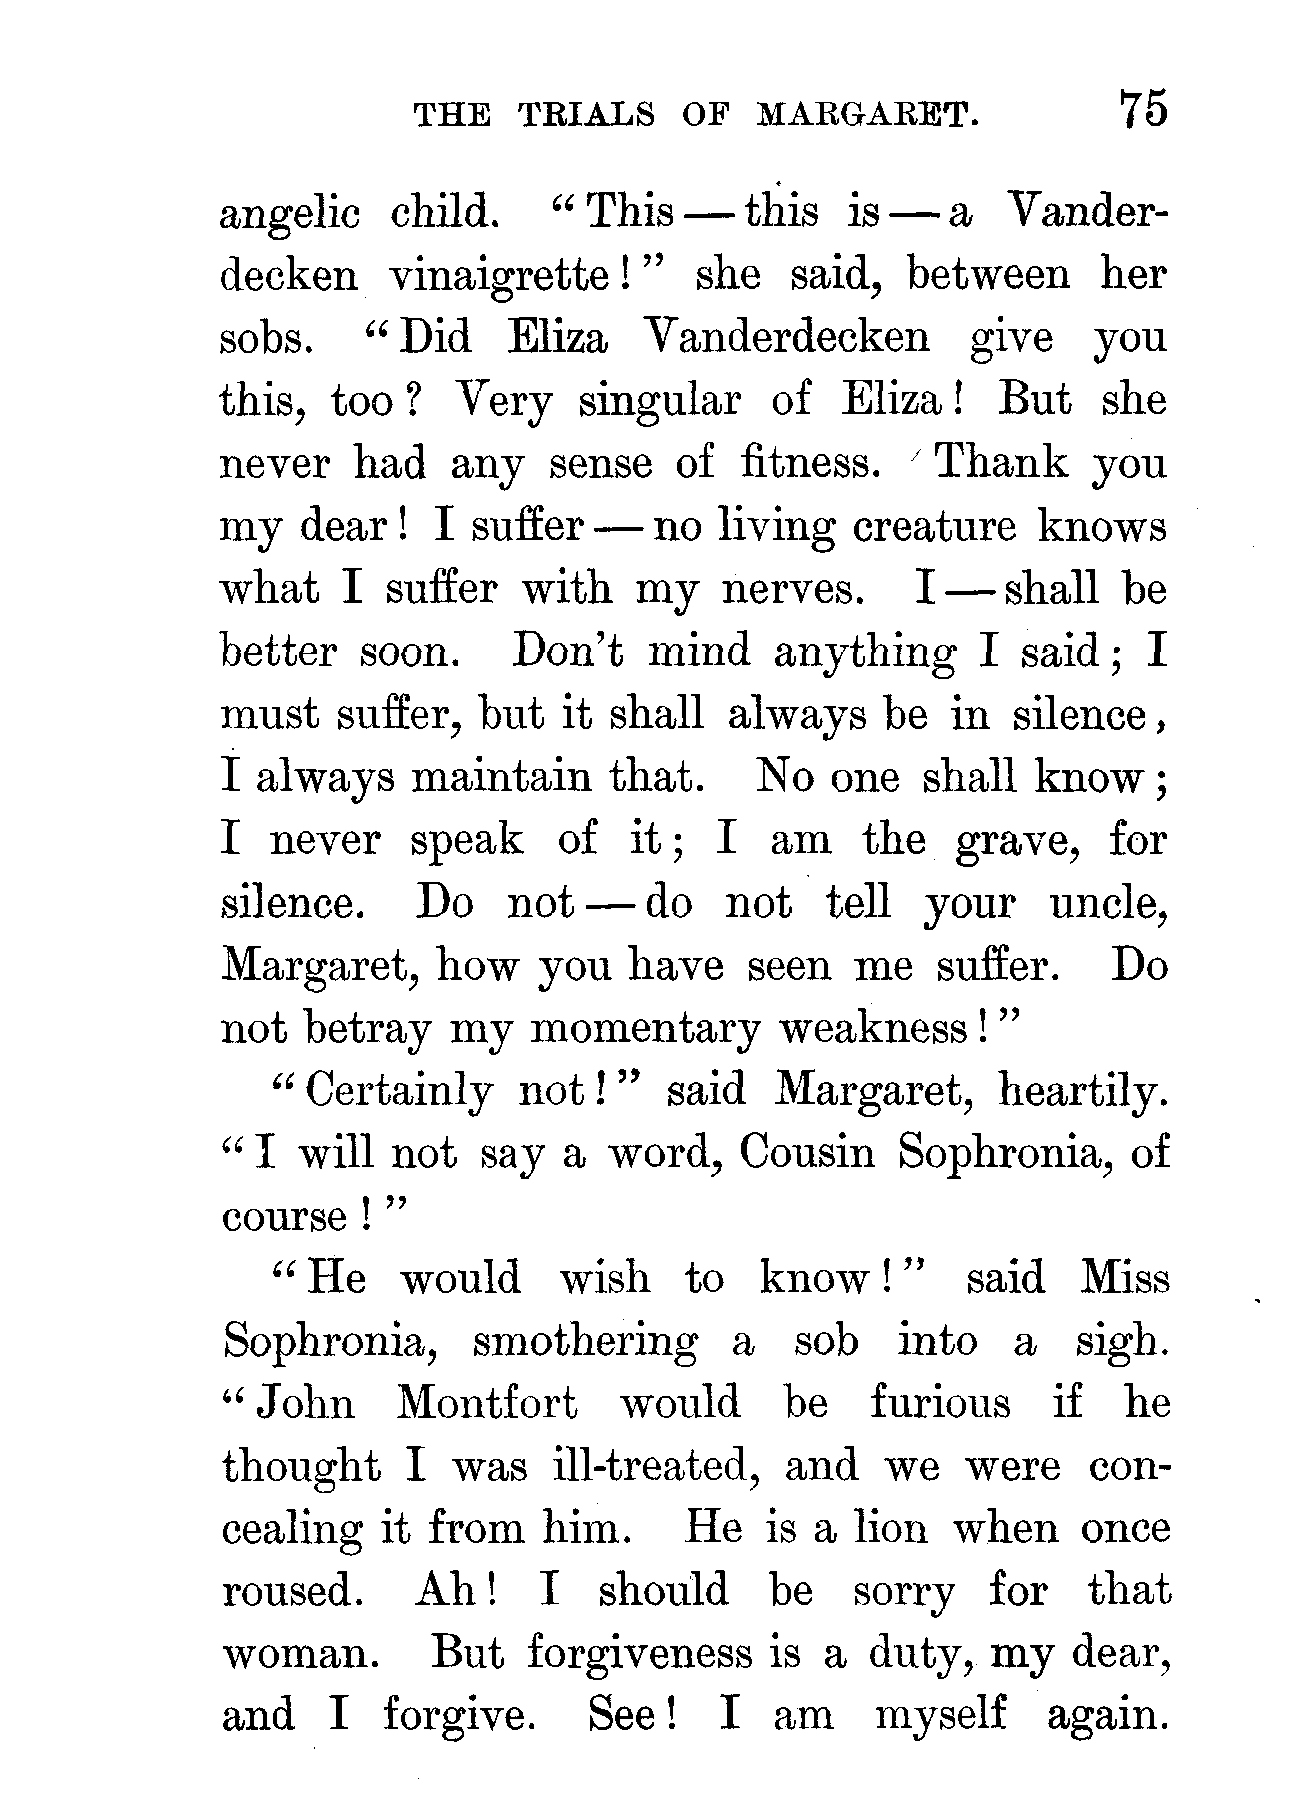 THE TRIALS OF MARGARET. 75
angelic child. “This — this is — a Vander-
decken vinaigrette!” she said, between her
sobs. “Did Eliza Vanderdecken give you
this, too? Very singular of Eliza! But she
never had any sense of fitness. Thank you
my dear! I suffer — no living creature knows
what I suffer with my nerves. I — shall be
better soon. Don’t mind anything I said; I
must suffer, but it shall always be in silence,
I always maintain that. No one shall know;
I never speak of it; I am the grave, for
silence. Do not — do not tell your uncle,
Margaret, how you have seen me suffer. Do
not betray my momentary weakness!”
“Certainly not!” said Margaret, heartily.
“I will not say a word, Cousin Sophronia, of
course!”
“He would wish to know!” said Miss
Sophronia, smothering a sob into a sigh.
“John Montfort would be furious if he
thought I was ill-treated, and we were con-
cealing it from him. He is a lion when once
roused. Ah! I should be sorry for that
woman. But forgiveness is a duty, my dear,
and I forgive. See! I am myself again.